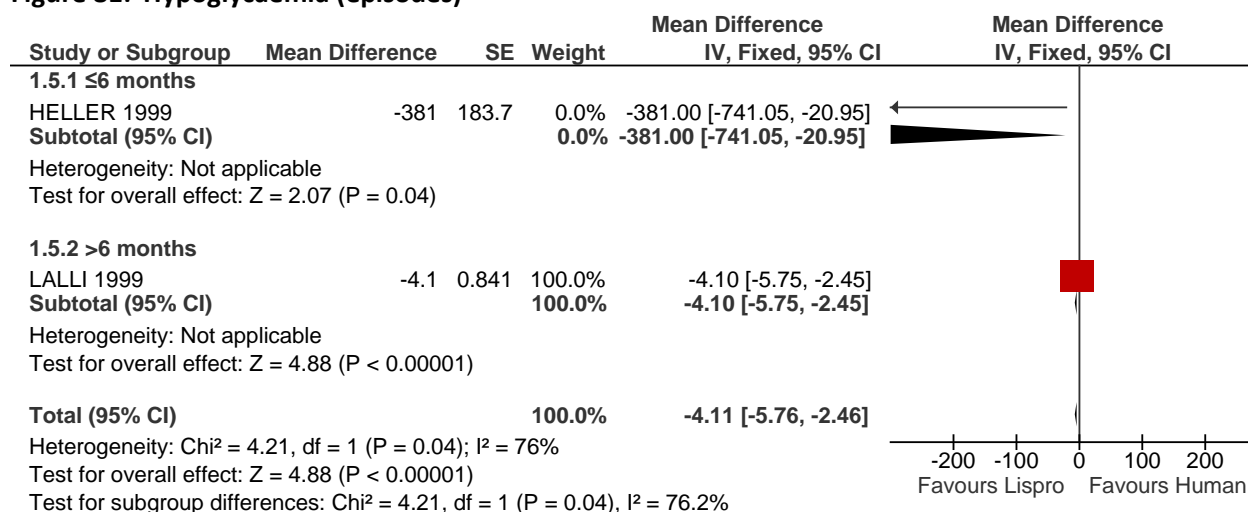 Mean Difference Mean Difference
Study or Subgroup Mean Difference SE Weight IV, Fixed, 95% CI IV, Fixed, 95% CI
1.5.1 ≤6 months
HELLER 1999 -381 183.7 0.0% -381.00 [-741.05, -20.95]
Subtotal (95% CI) 0.0% -381.00 [-741.05, -20.95]
Heterogeneity: Not applicable
Test for overall effect: Z = 2.07 (P = 0.04)
1.5.2 >6 months
LALLI 1999 -4.1 0.841 100.0% -4.10 [-5.75, -2.45]
Subtotal (95% CI) 100.0% -4.10 [-5.75, -2.45]
Heterogeneity: Not applicable
Test for overall effect: Z = 4.88 (P < 0.00001)
Total (95% CI) 100.0% -4.11 [-5.76, -2.46]
Heterogeneity: Chi² = 4.21, df = 1 (P = 0.04); I² = 76%
Test for overall effect: Z = 4.88 (P < 0.00001)
Test for subgroup differences: Chi² = 4.21, df = 1 (P = 0.04), I² = 76.2%
-200 -100 0 100 200
Favours Lispro Favours Human